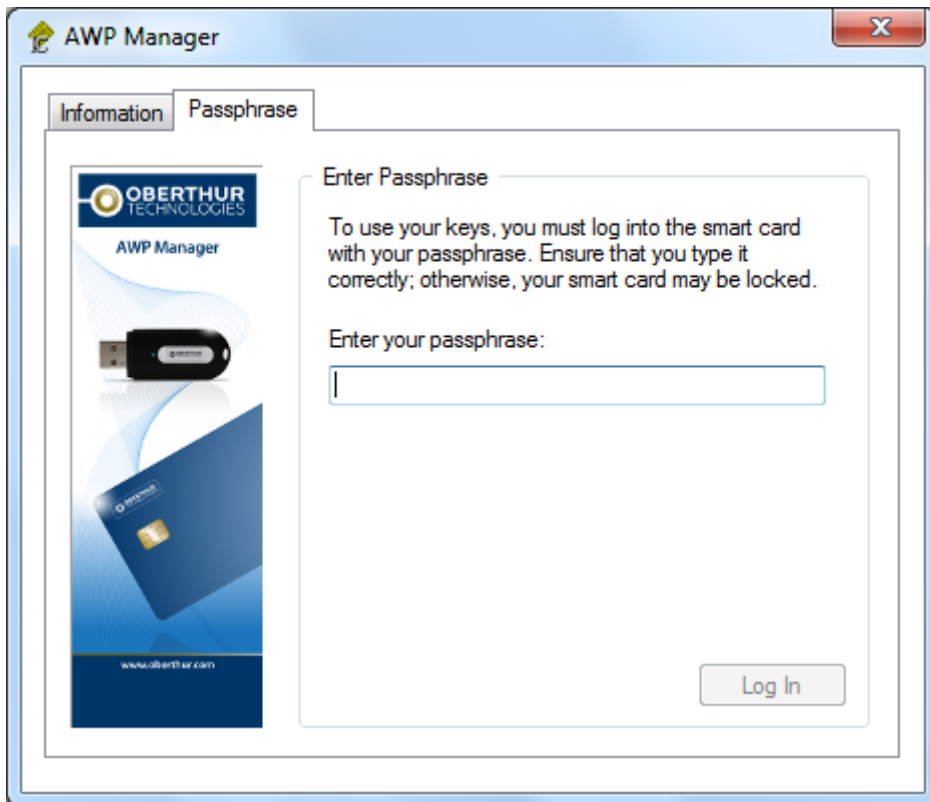 AWP Manager
Information
Passphrase
OBERTHUR
TECHNOLOGIES
AWP Manager
OBERTHUR
OBERTHUR
www.oberthur.com
Enter Passphrase
To use your keys, you must log into the smart card
with your passphrase. Ensure that you type it
correctly; otherwise, your smart card may be locked.
Enter your passphrase:
Log In